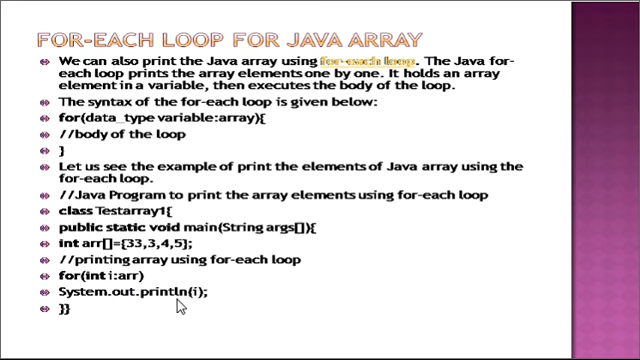 FOR-EACH LOOP FOR JAVA ARRAY
We can also print the Java array using for-each loop. The Java for-
each loop prints the array elements one by one. It holds an array
element in a variable, then executes the body of the loop.
The syntax of the for-each loop is given below:
for(data_type variable:array){
//body of the loop
}
Let us see the example of print the elements of Java array using the
for-each loop.
//Java Program to print the array elements using for-each loop
class Testarray1{
public static void main(String args[]){
int arr[]={33,3,4,5};
//printing array using for-each loop
for(int i:arr)
System.out.println(i);
}}